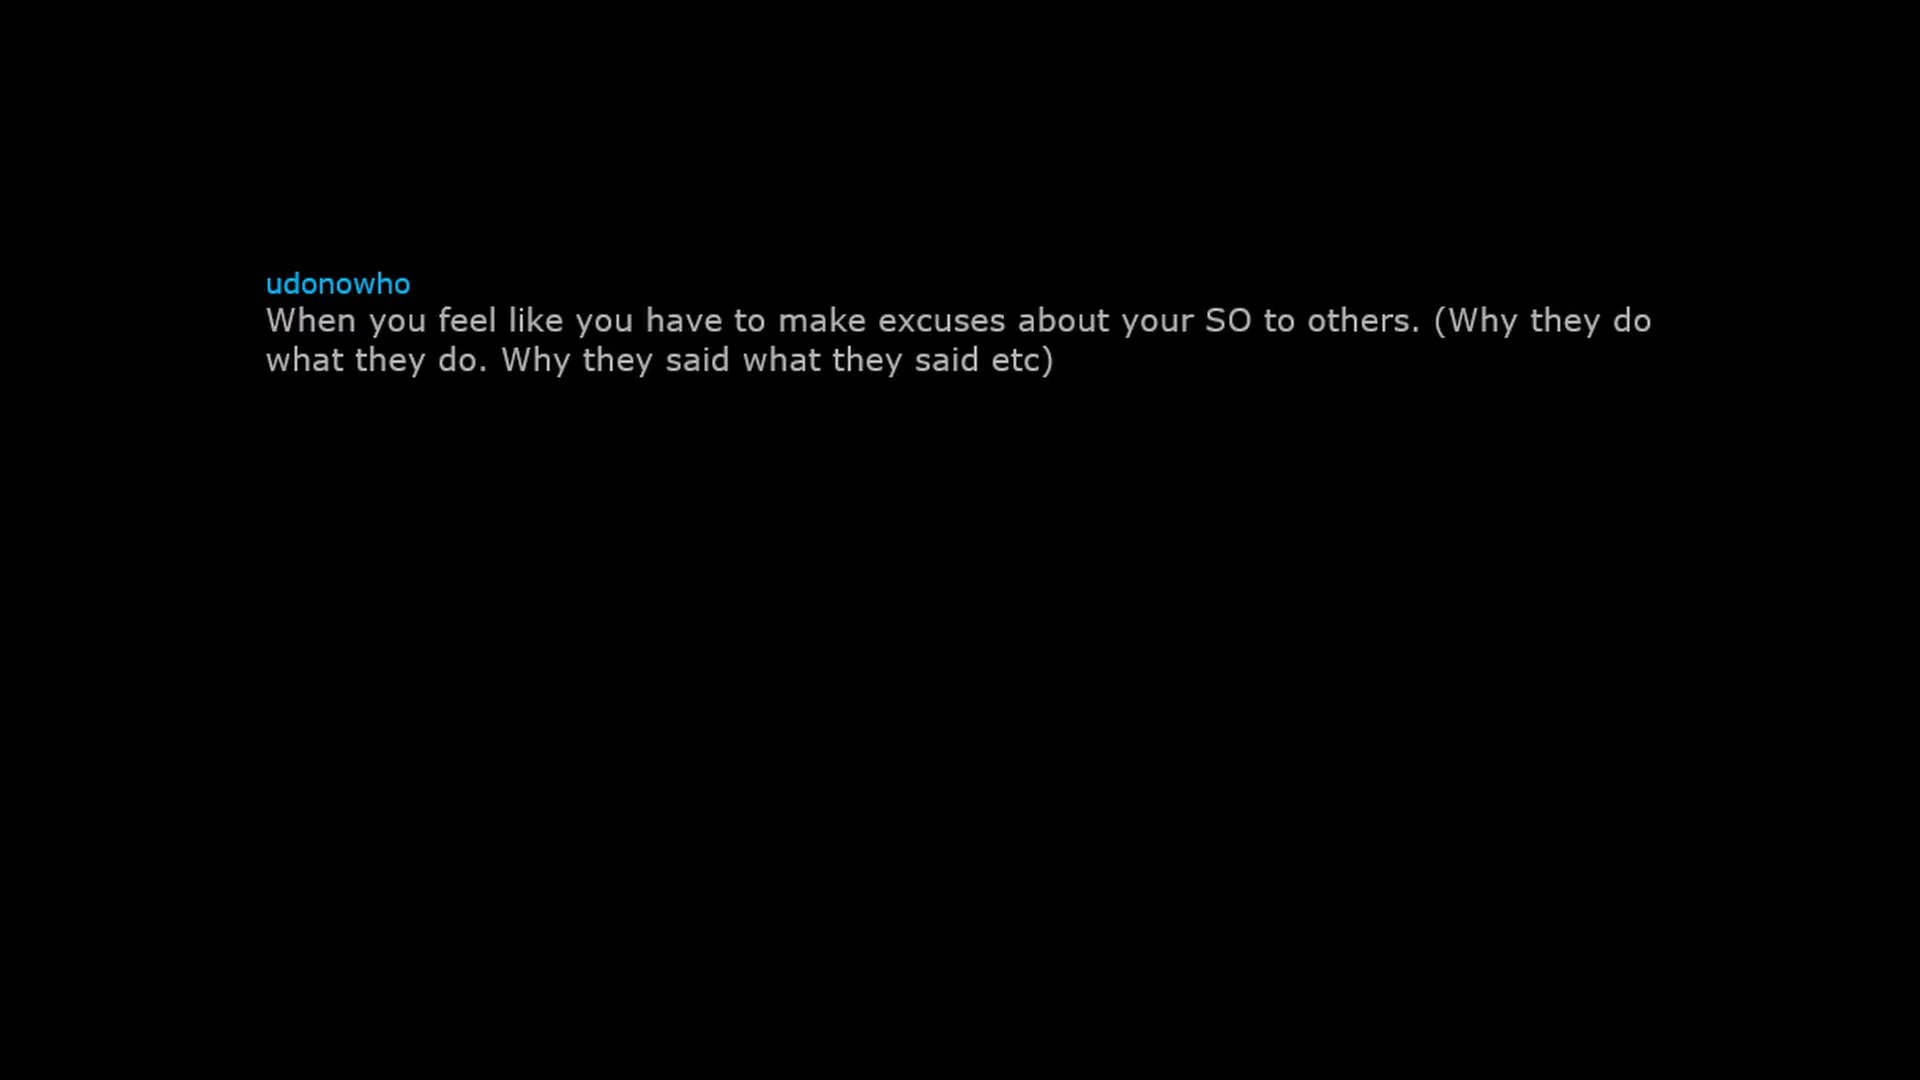 udonowho
When you feel like you have to make excuses about your SO to others. (Why they do
what they do. Why they said what they said etc)